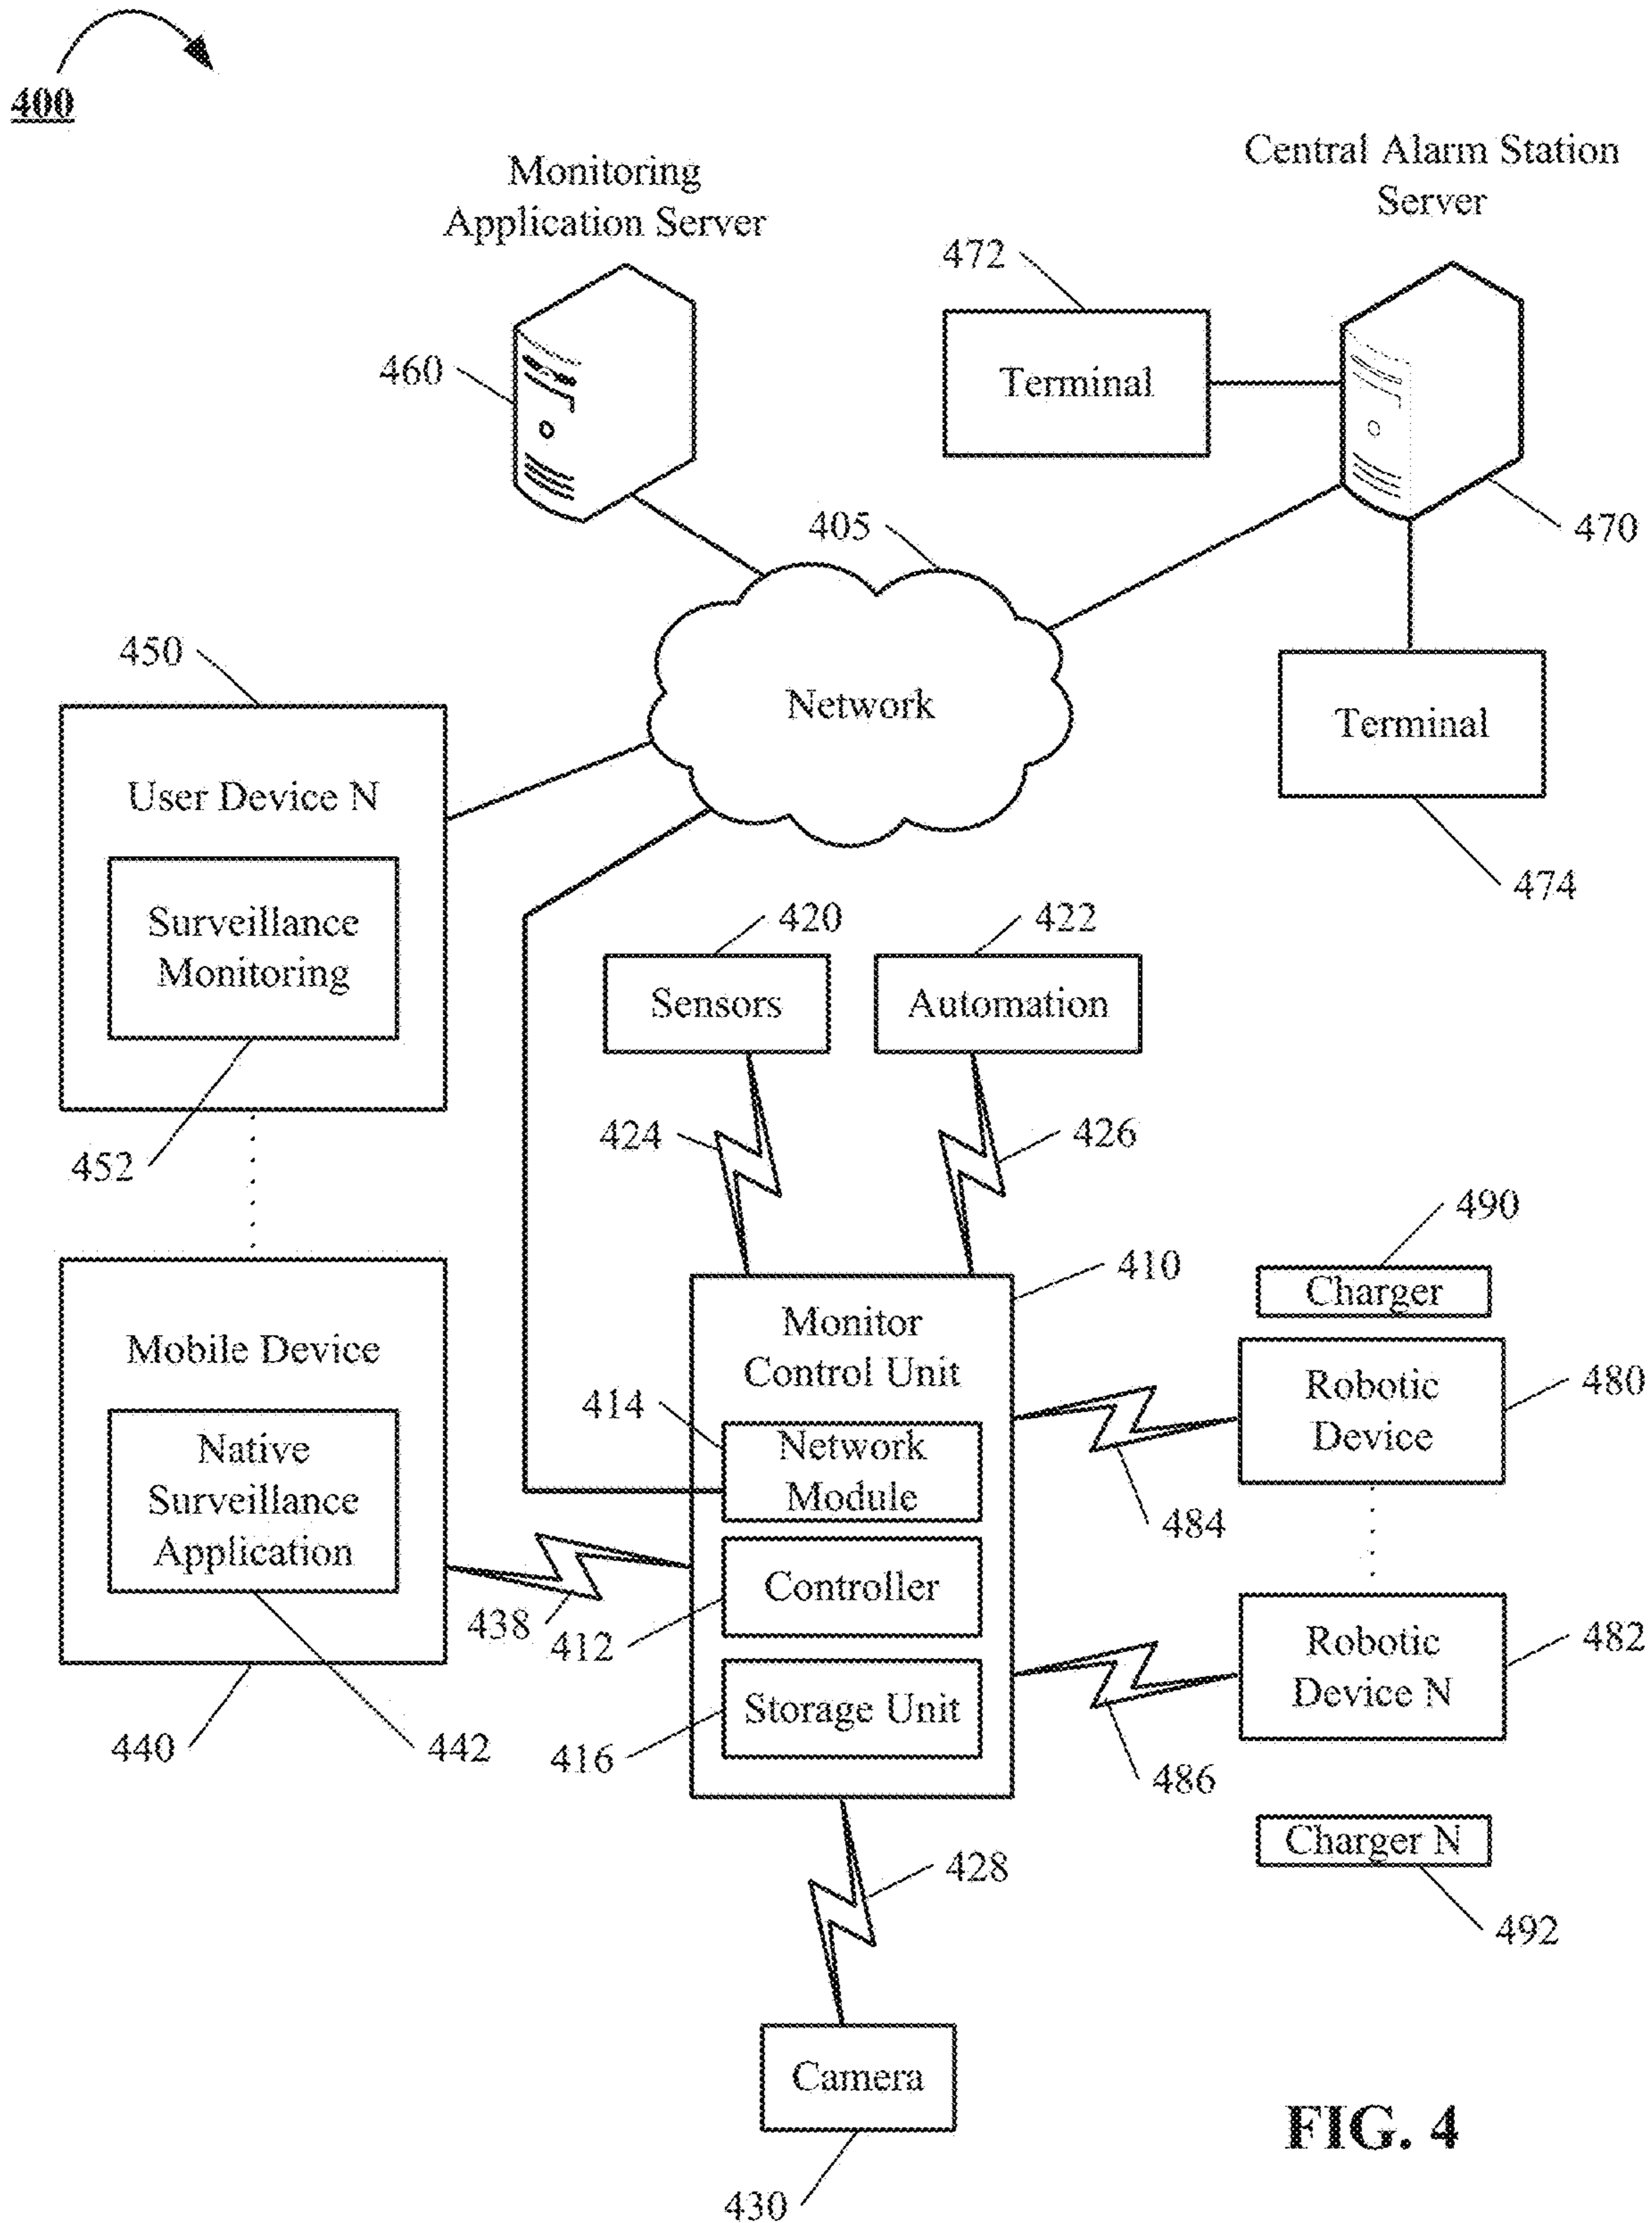 400
Monitoring
Application Server
Central Alarm Station
Server
472
Terminal
460
470
405
Network
Terminal
474
450
User Device N
Surveillance
Monitoring
452
420
Sensors
422
Automation
424
426
410
Monitor
Control Unit
414
Network
Module
Controller
412
Storage Unit
416
490
Charger
Robotic
Device
480
484
Robotic
Device N
482
486
Charger N
492
Mobile Device
Native
Surveillance
Application
438
440
442
428
Camera
430
FIG. 4